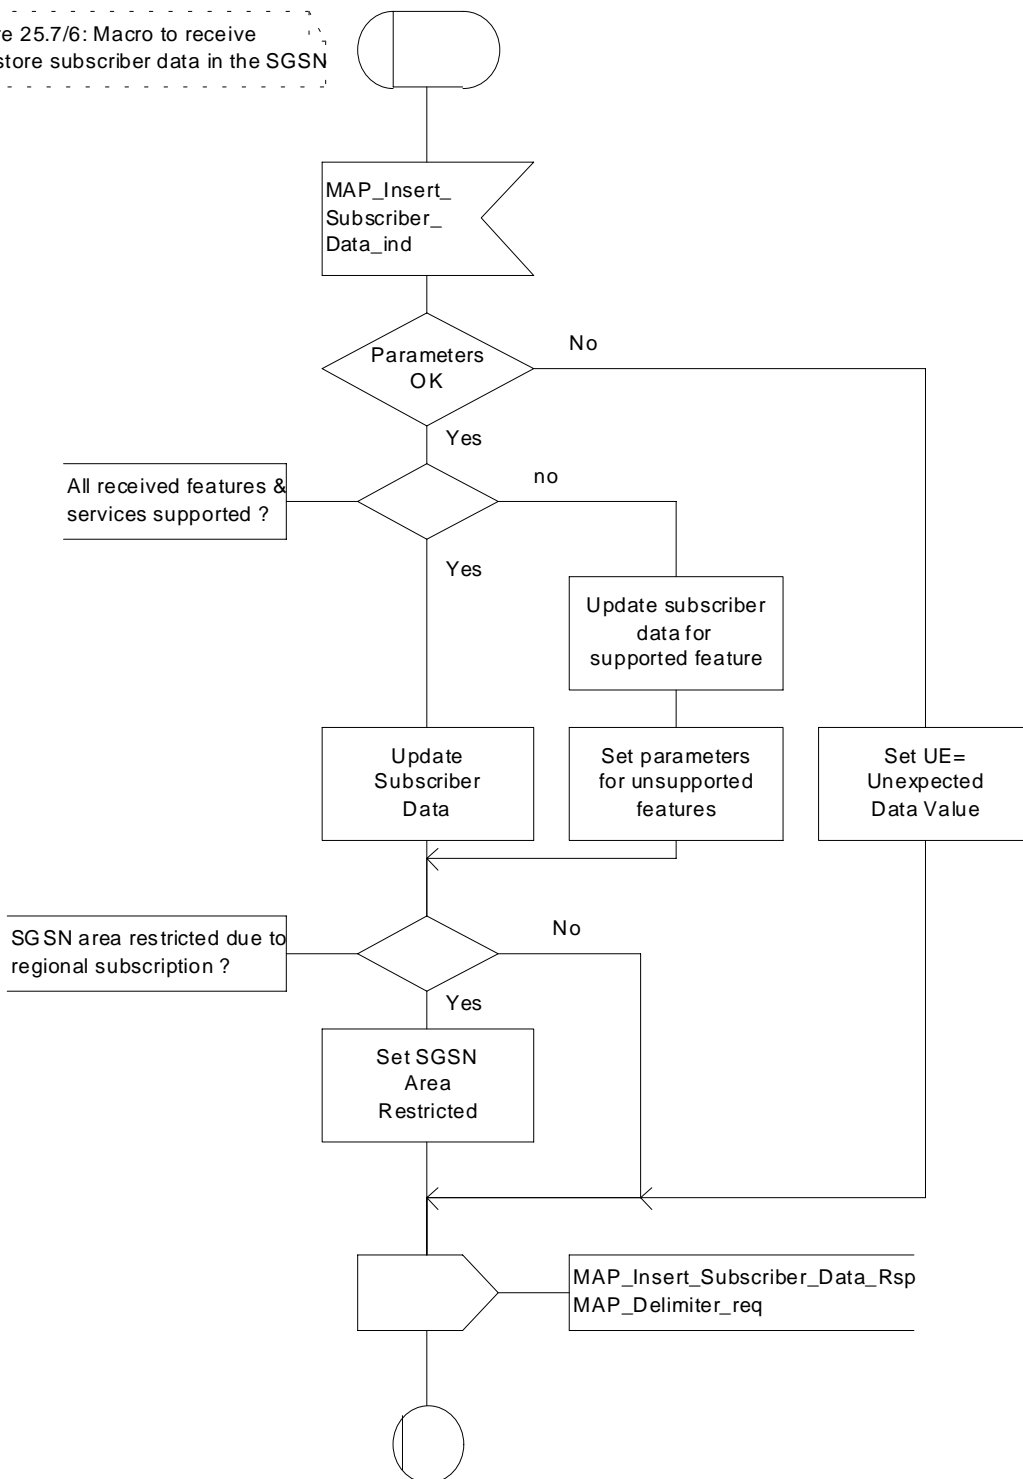 re 25.7/6: Macro to receive
store subscriber data in the SGSN
MAP_Insert_
Subscriber_
Data_ind
Parameters
OK
No
Yes
All received features &
services supported ?
no
Yes
Update subscriber
data for
supported feature
Update
Subscriber
Data
Set parameters
for unsupported
features
Set UE=
Unexpected
Data Value
SGSN area restricted due to
regional subscription ?
No
Yes
Set SGSN
Area
Restricted
MAP_Insert_Subscriber_Data_Rsp
MAP_Delimiter_req